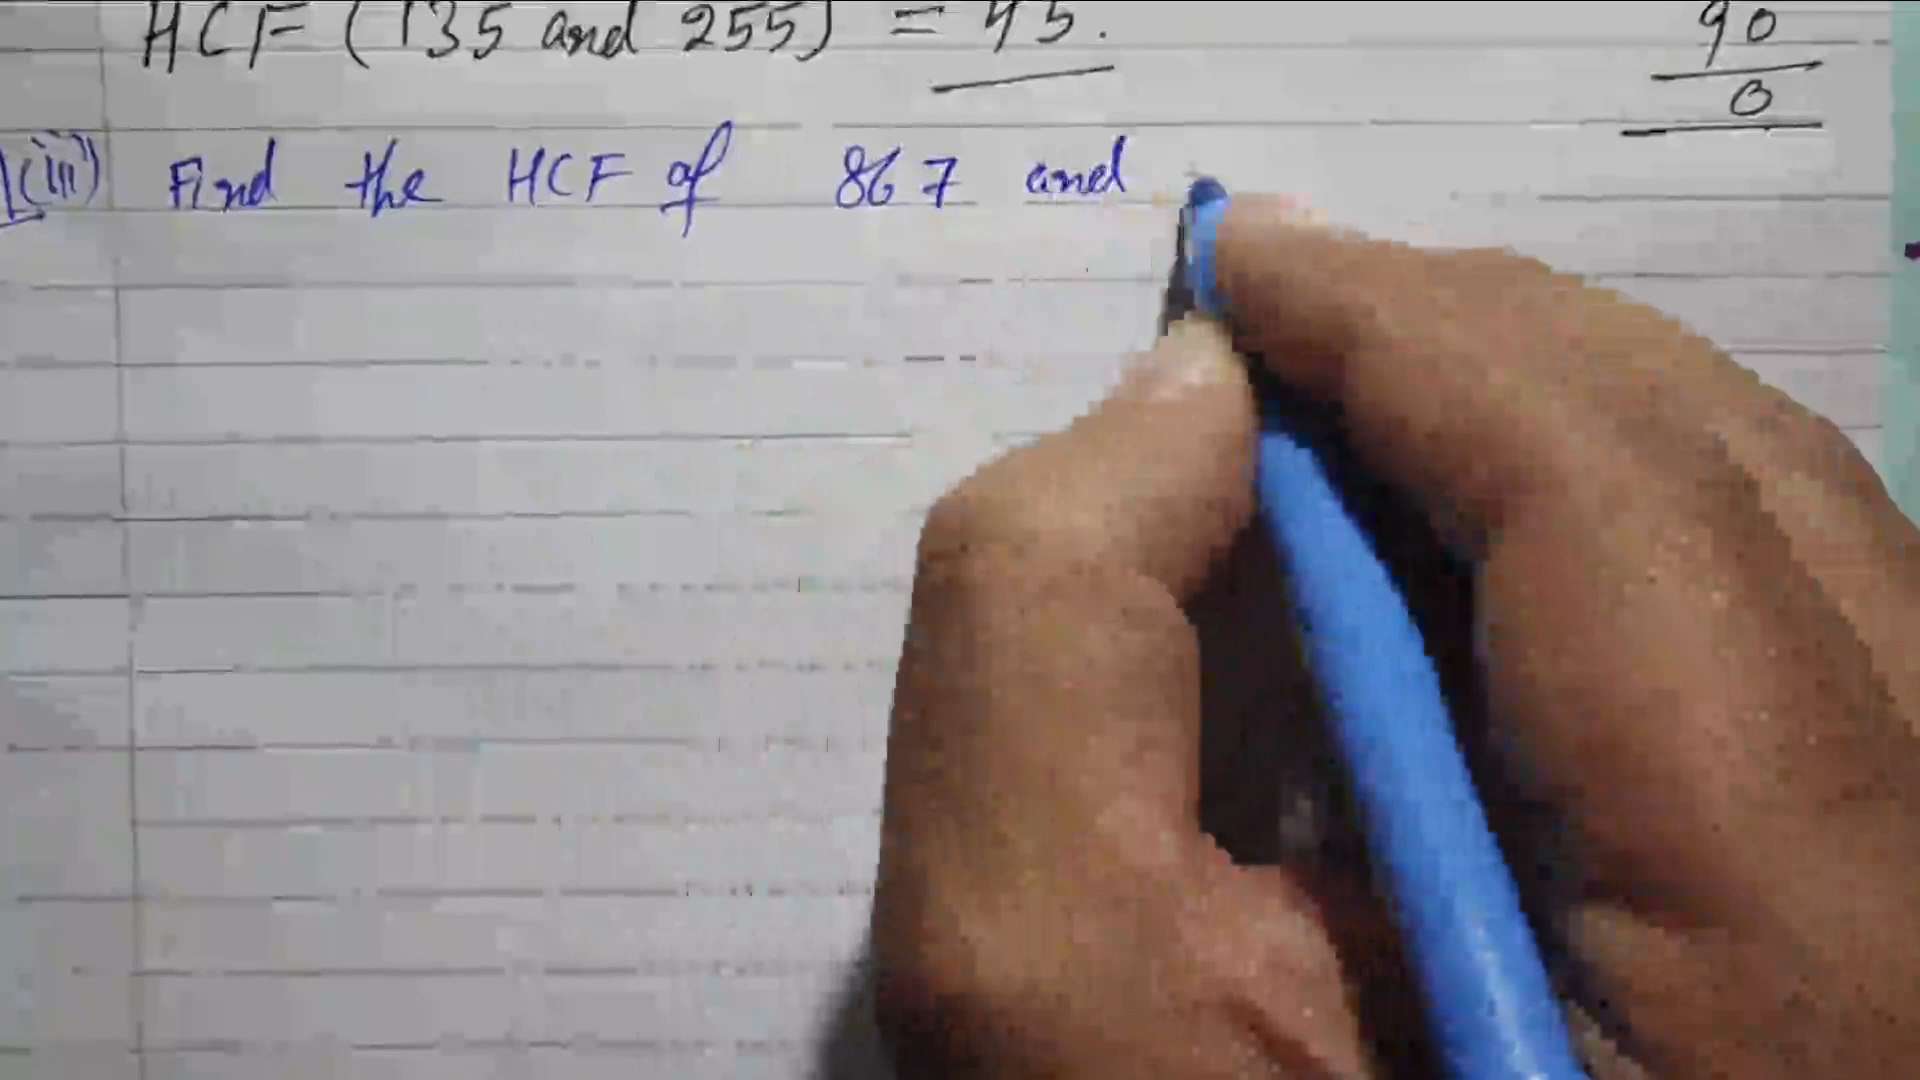 HCF (135 and 255) = 45.
90
0
(iii) Find the HCF of 867 and